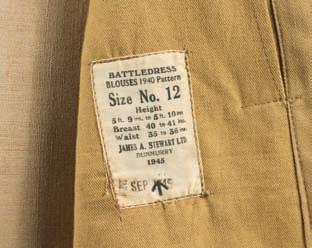 BATTLEDRESS
BLOUSES 1940 Pattern
Size No. 12
Height
5 ft. 9 ins. to 5 ft. 10 ins
Breast 40 to 41 ins.
Waist 35 to 36 ins.
JAMES A. STEWART LTD
DUNMURRY
1945
SEP